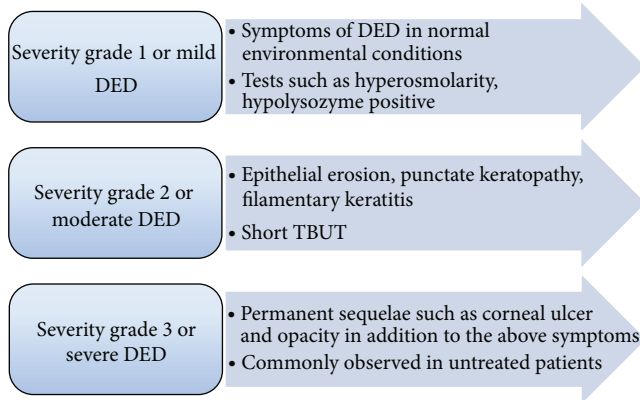 Severity grade 1 or mild
DED
• Symptoms of DED in normal
environmental conditions
• Tests such as hyperosmolarity,
hypolysozyme positive
Severity grade 2 or
moderate DED
• Epithelial erosion, punctate keratopathy,
filamentary keratitis
• Short TBUT
Severity grade 3 or
severe DED
• Permanent sequelae such as corneal ulcer
and opacity in addition to the above symptoms
• Commonly observed in untreated patients